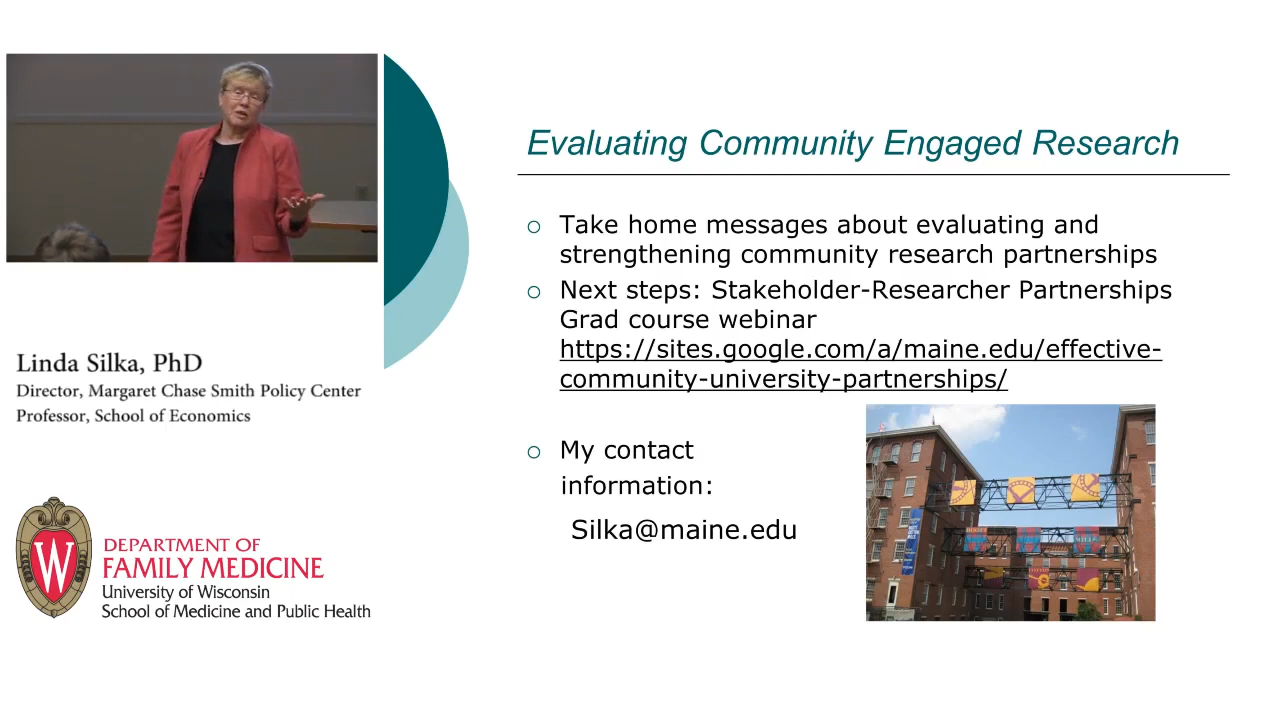 Linda Silka, PhD
Director, Margaret Chase Smith Policy Center
Professor, School of Economics
W
DEPARTMENT OF
FAMILY MEDICINE
University of Wisconsin
School of Medicine and Public Health
Evaluating Community Engaged Research
Take home messages about evaluating and
strengthening community research partnerships
Next steps: Stakeholder-Researcher Partnerships
Grad course webinar
https://sites.google.com/a/maine.edu/effective-
community-university-partnerships/
My contact
information:
Silka@maine.edu